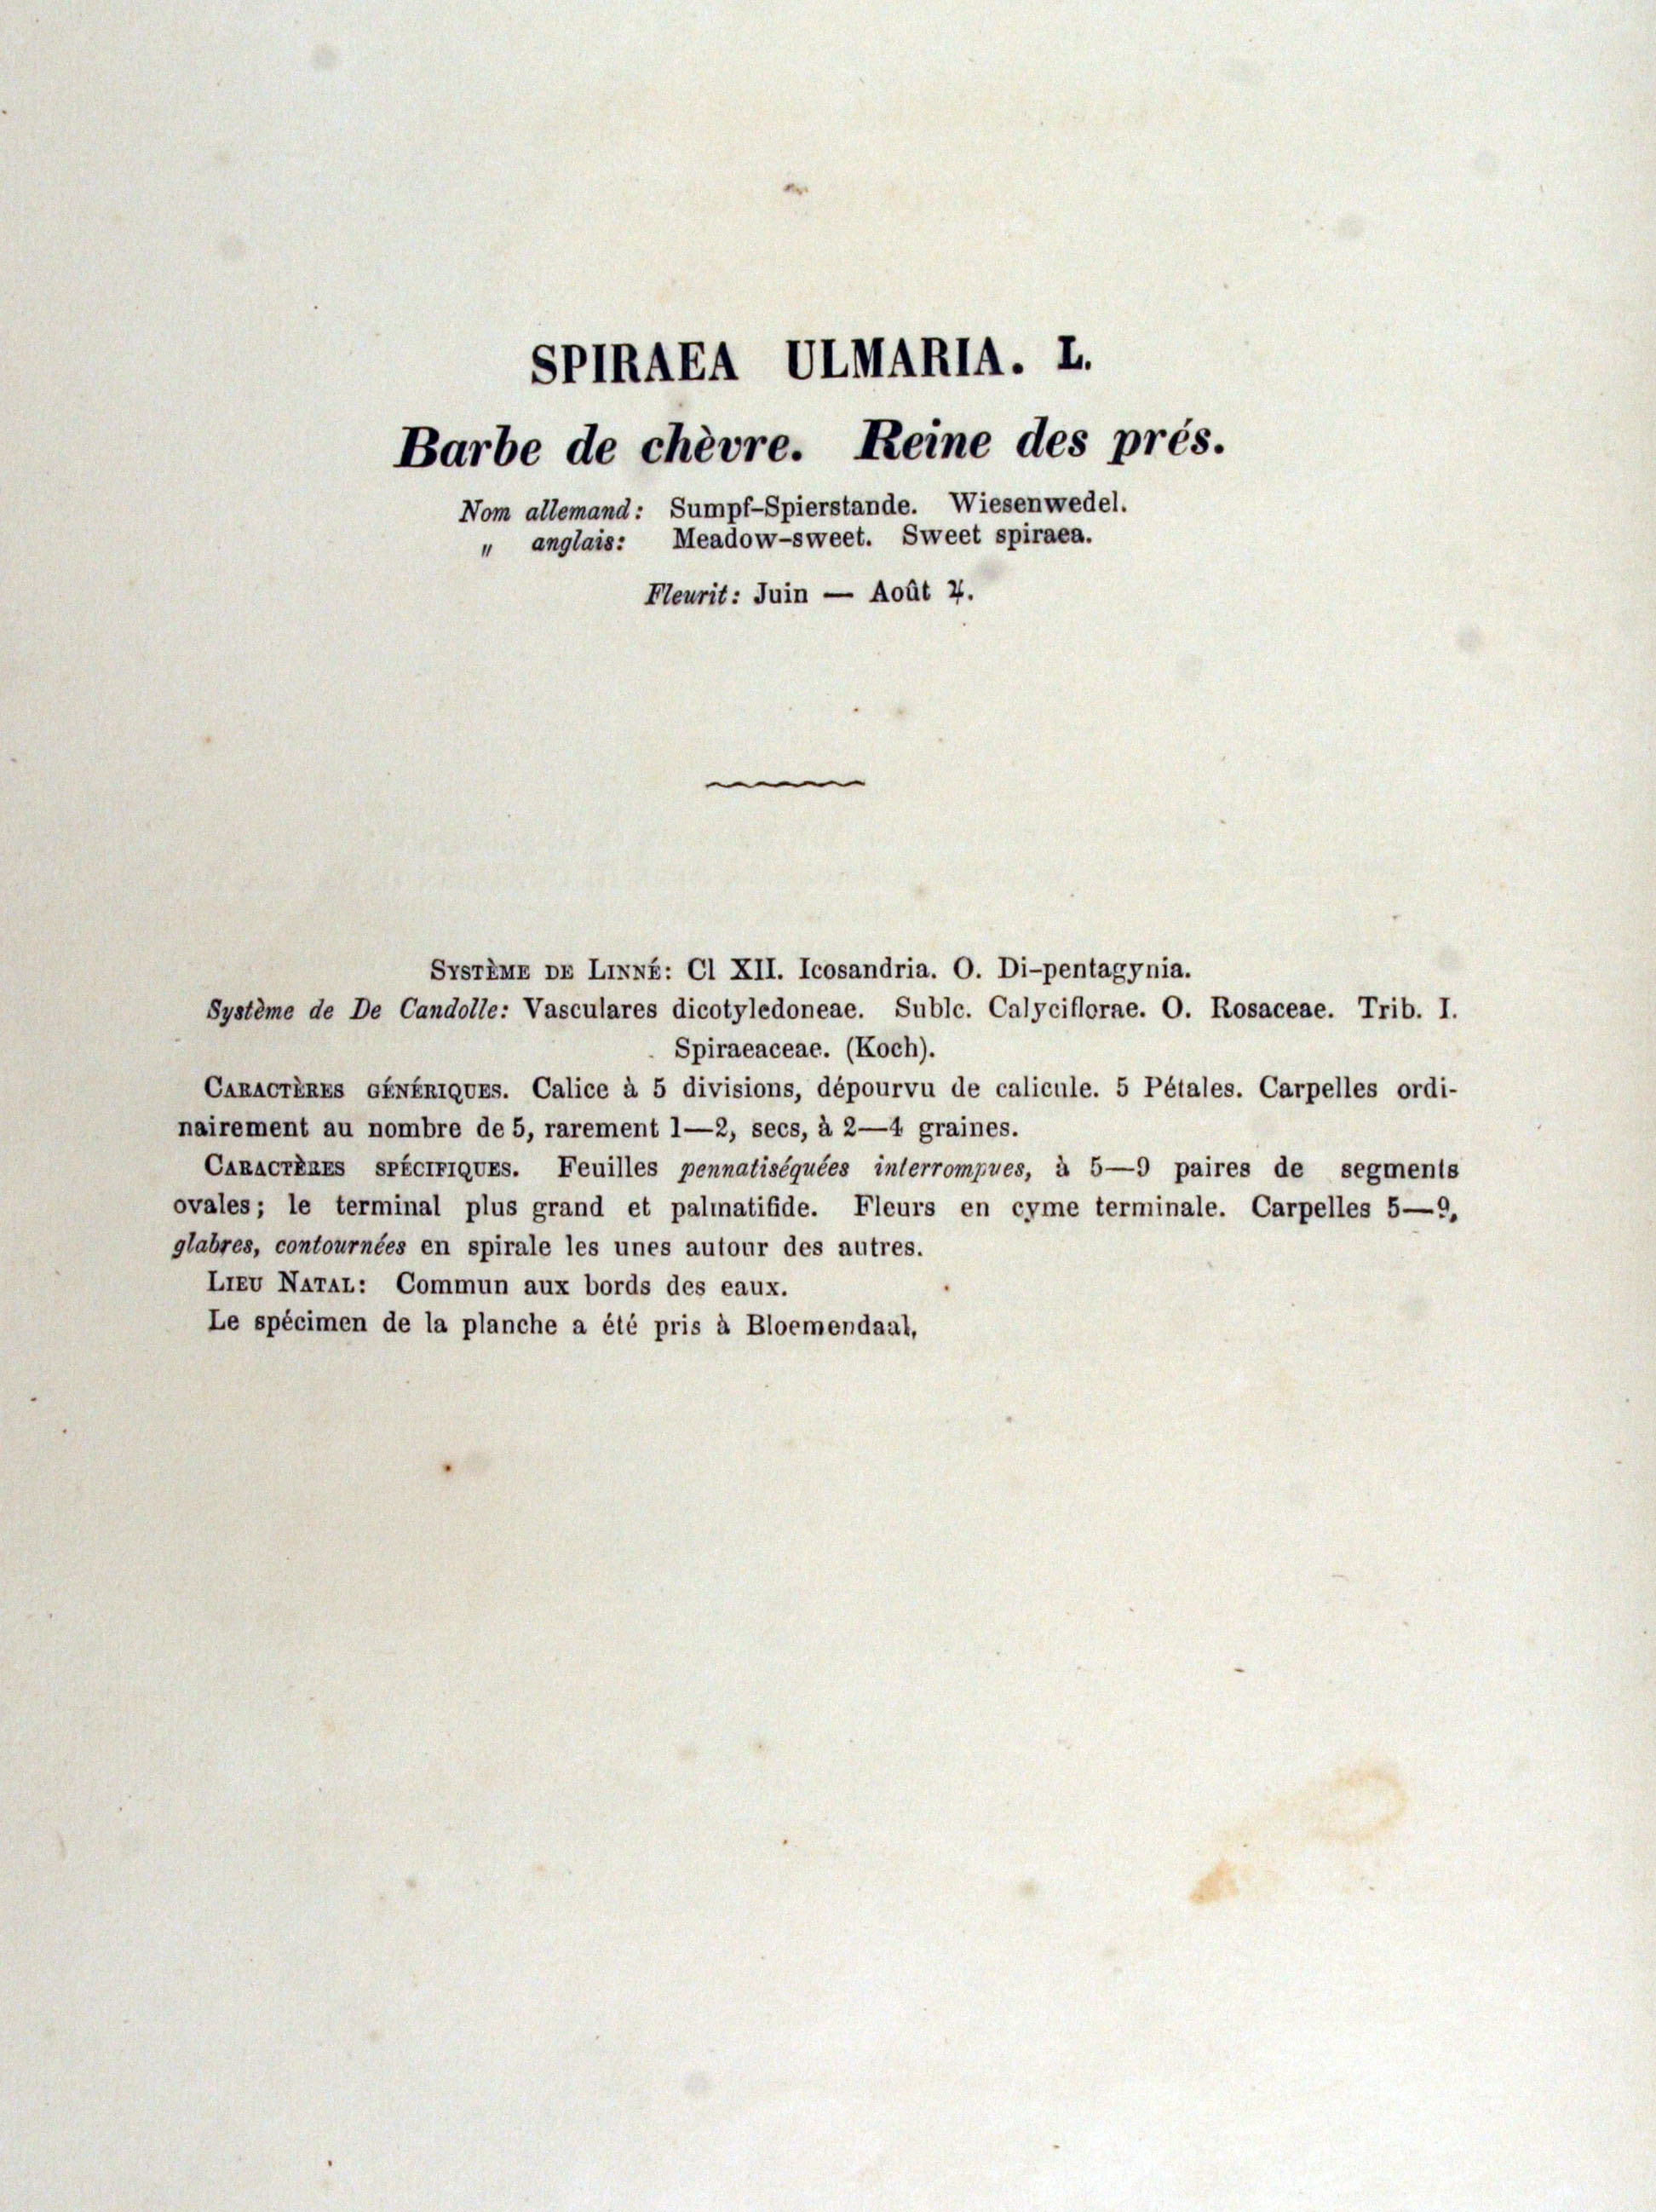 SPIRAEA ULMARIA. L.
Barbe de chèvre. Reine des prés.
Nom allemand: Sumpf-Spierstande. Wiesenwedel.
„ anglais: Meadow-sweet. Sweet spiraea.
Fleurit: Juin — Août ♃.
Système de Linné: Cl XII. Icosandria. O. Di-pentagynia.
Système de De Candolle: Vasculares dicotyledoneae. Sublc. Calyciflorae. O. Rosaceae. Trib. I.
Spiraeaceae. (Koch).
Caractères génériques. Calice à 5 divisions, dépourvu de calicule. 5 Pétales. Carpelles ordi-
nairement au nombre de 5, rarement 1—2, secs, à 2—4 graines.
Caractères spécifiques. Feuilles pennatiséquées interrompues, à 5—9 paires de segments
ovales; le terminal plus grand et palmatifide. Fleurs en cyme terminale. Carpelles 5—9,
glabres, contournées en spirale les unes autour des autres.
Lieu Natal: Commun aux bords des eaux.
Le spécimen de la planche a été pris à Bloemendaal,